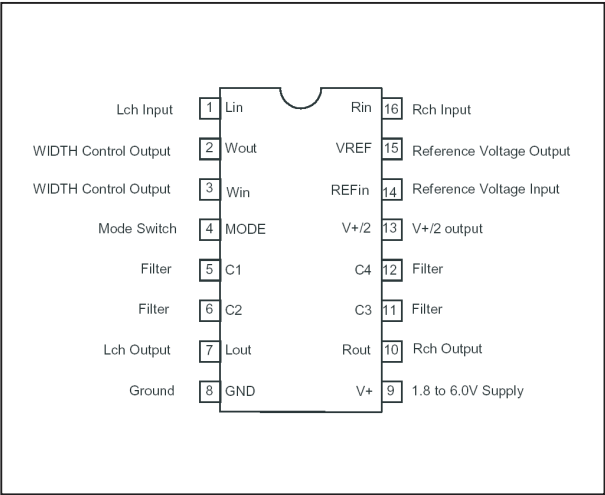 Lch Input 1 Lin Rin 16 Rch Input
WIDTH Control Output 2 Wout VREF 15 Reference Voltage Output
WIDTH Control Output 3 Win REFin 14 Reference Voltage Input
Mode Switch 4 MODE V+/2 13 V+/2 output
Filter 5 C1 C4 12 Filter
Filter 6 C2 C3 11 Filter
Lch Output 7 Lout Rout 10 Rch Output
Ground 8 GND V+ 9 1.8 to 6.0V Supply